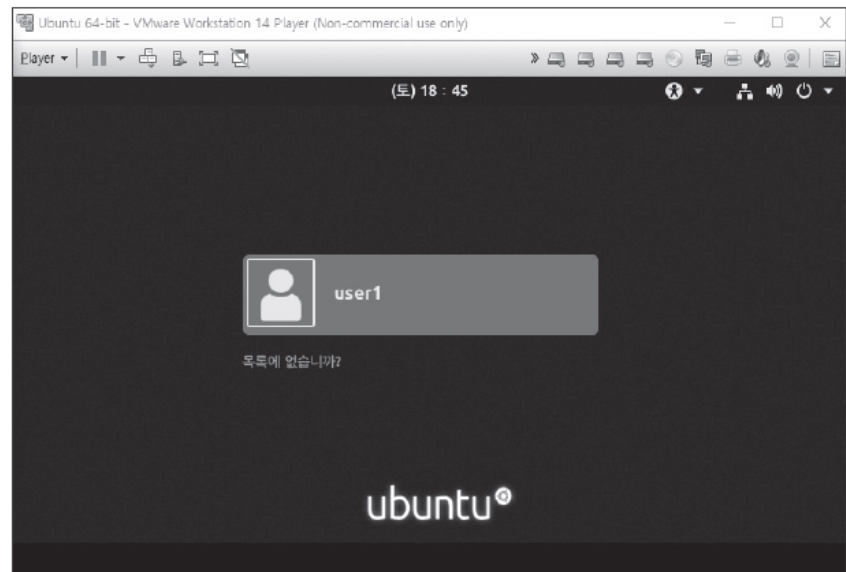 Ubuntu 64-bit - VMware Workstation 14 Player (Non-commercial use only)
Player
(토) 18 : 45
user1
목록에 없습니까?
ubuntu